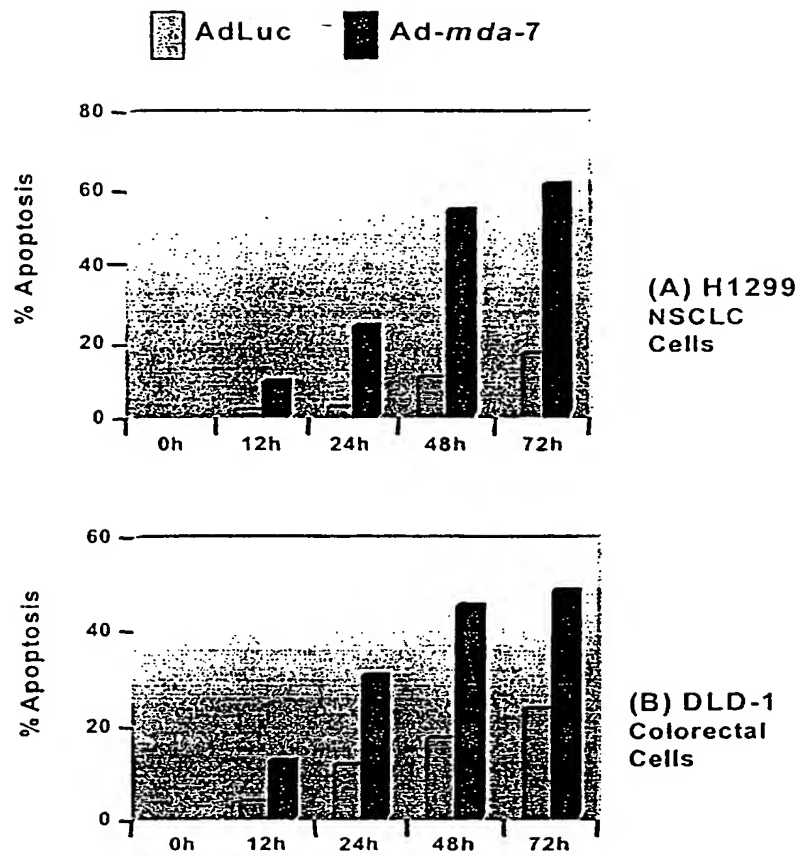 AdLuc Ad-mda-7
80
60
40
20
0
% Apoptosis
0h 12h 24h 48h 72h
(A) H1299
NSCLC
Cells
60
40
20
0
% Apoptosis
0h 12h 24h 48h 72h
(B) DLD-1
Colorectal
Cells